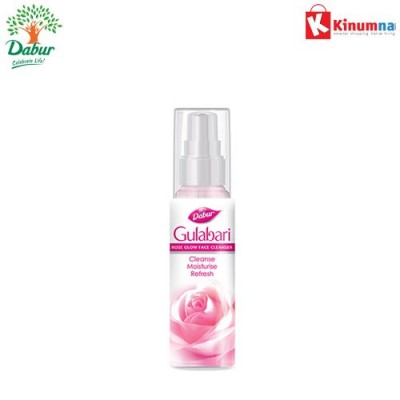 Dabur
Celebrate Life!
Kinumna
Dabur
Gulabari
ROSE GLOW FACE CLEANSER
Cleanse
Moisturise
Refresh